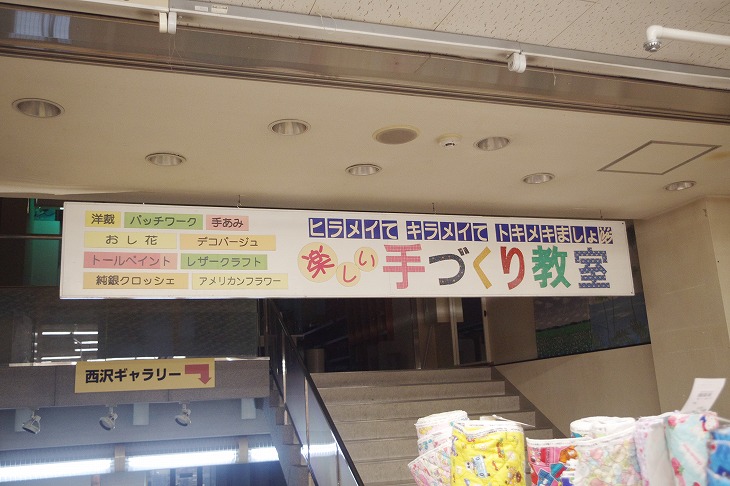 洋裁 パッチワーク 手あみ
おし花 デコパージュ
トールペイント レザークラフト
純銀クロッシェ アメリカンフラワー
ヒラメイて キラメイて トキメキましょ
楽しい手づくり教室
西沢ギャラリー